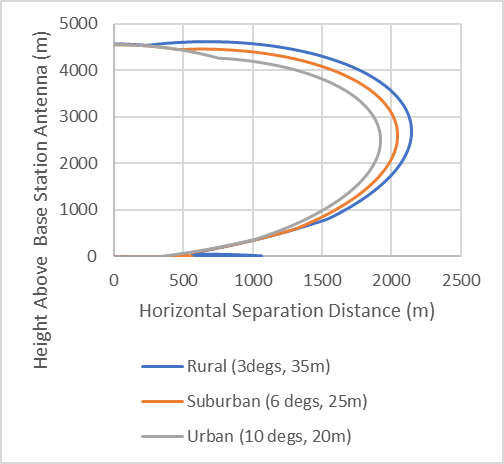 5000
4000
3000
2000
1000
0
0 500 1000 1500 2000 2500
Height Above Base Station Antenna (m)
Horizontal Separation Distance (m)
Rural (3degs, 35m)
Suburban (6 degs, 25m)
Urban (10 degs, 20m)